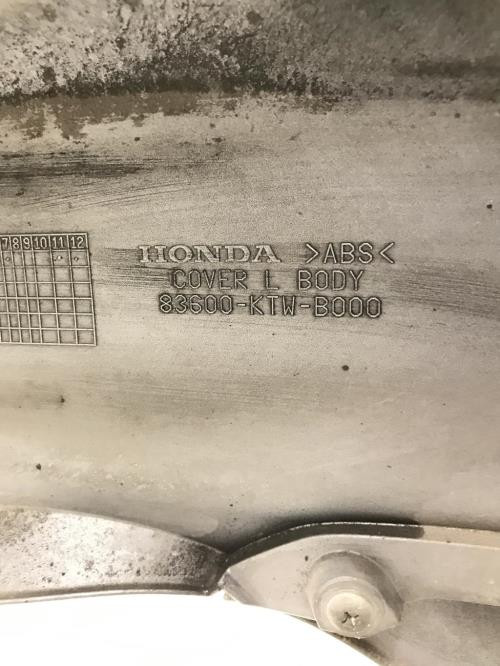 7 8 9 10 11 12
HONDA >ABS<
COVER L BODY
83600-KTW-B000